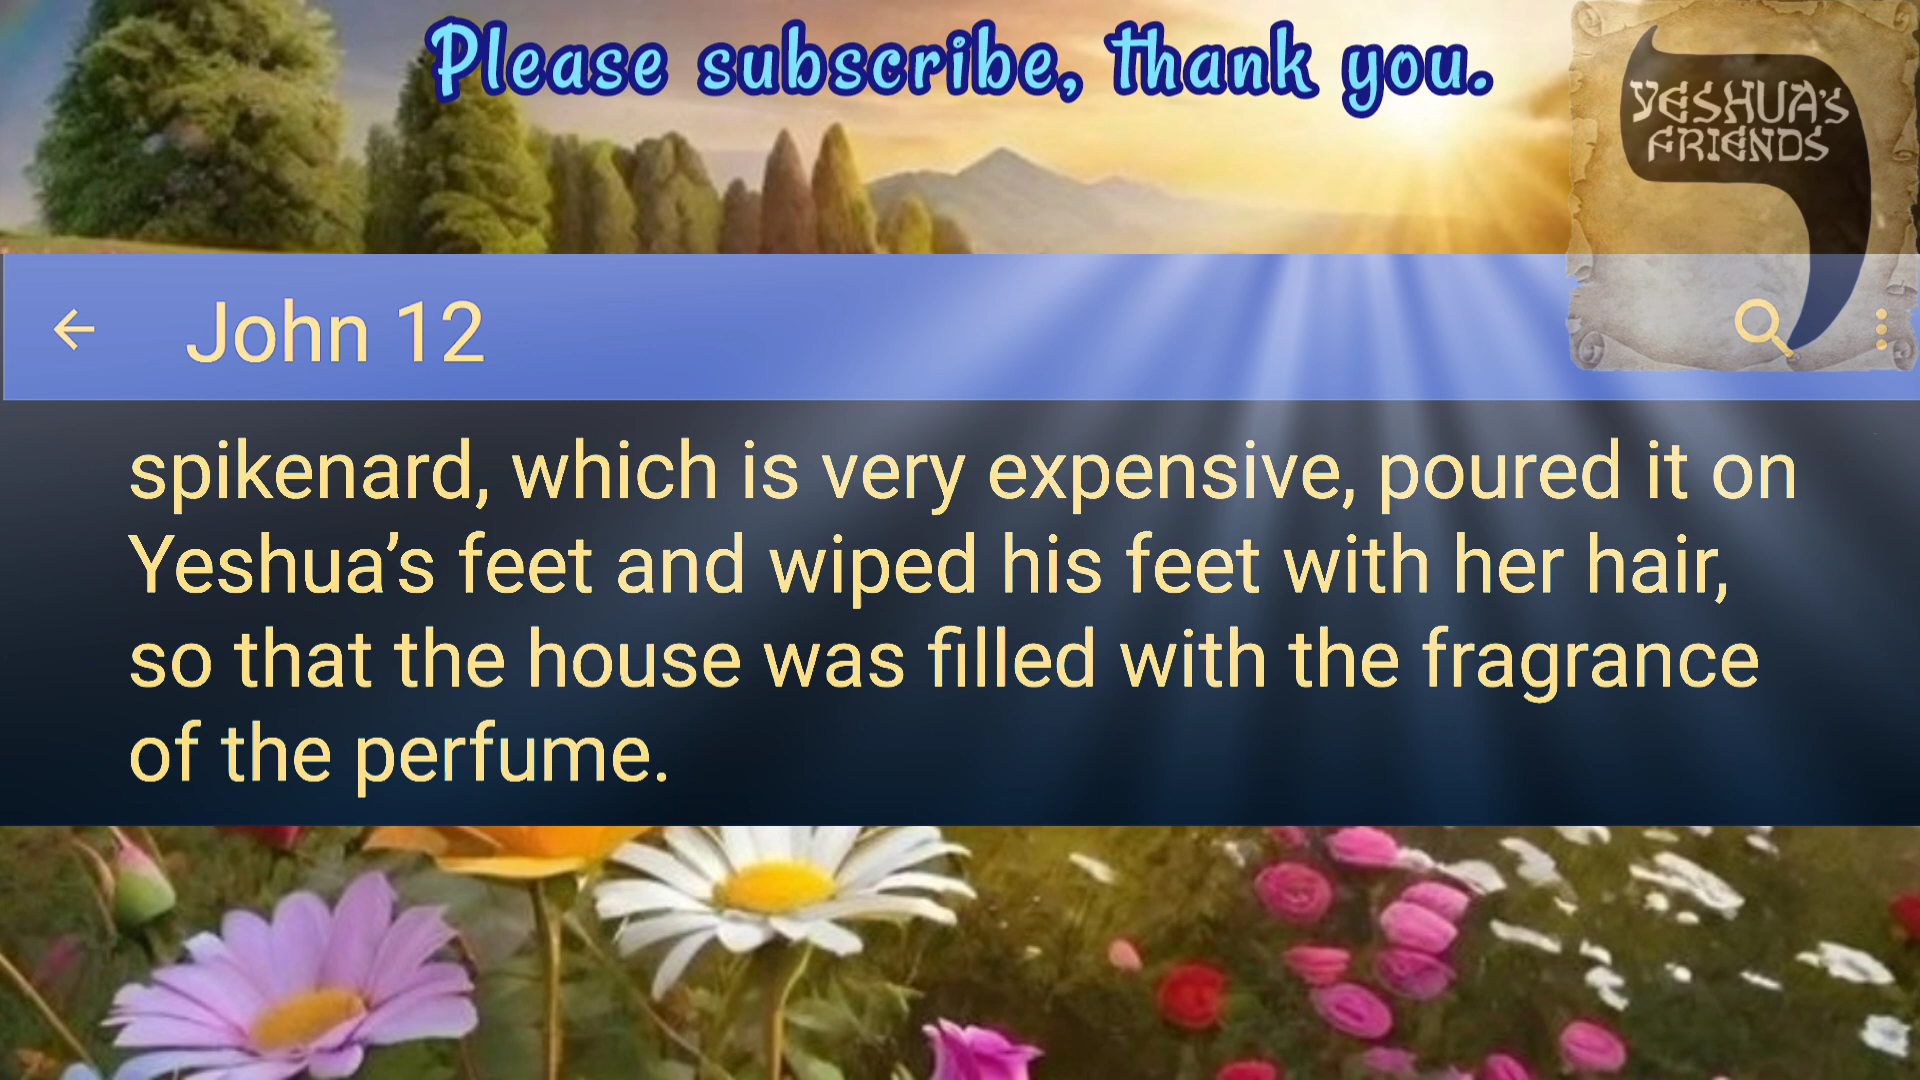 Please subscribe, thank you.
YESHUA'S
FRIENDS
John 12
spikenard, which is very expensive, poured it on
Yeshua’s feet and wiped his feet with her hair,
so that the house was filled with the fragrance
of the perfume.